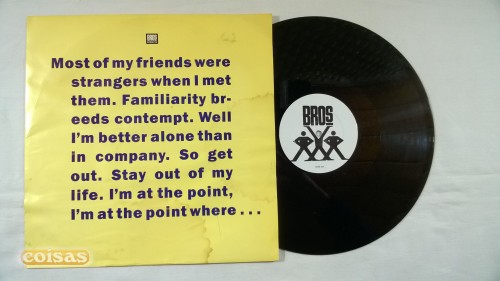 Most of my friends were
strangers when I met
them. Familiarity br-
eeds contempt. Well
I'm better alone than
in company. So get
out. Stay out of my
life. I'm at the point,
I'm at the point where ...
BROS
coisas